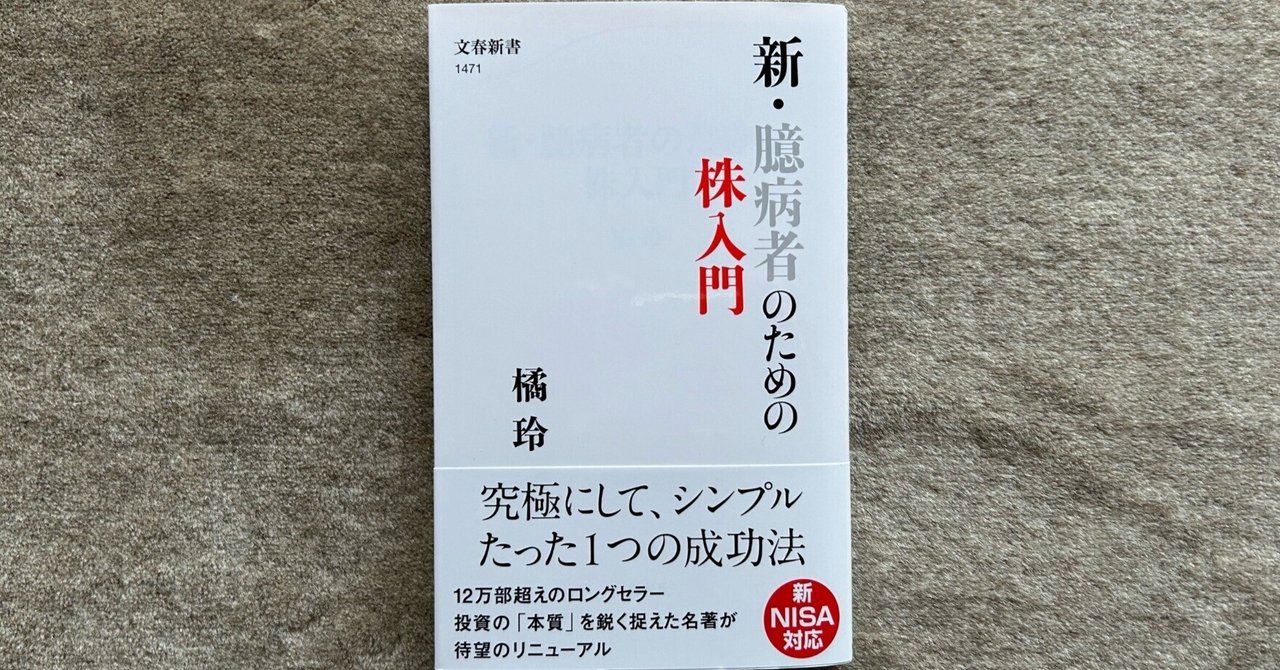 文春新書
1471
新・臆病者のための
株入門
橘玲
究極にして、シンプル
たった1つの成功法
12万部超えのロングセラー
投資の「本質」を鋭く捉えた名著が
待望のリニューアル
新
NISA
対応